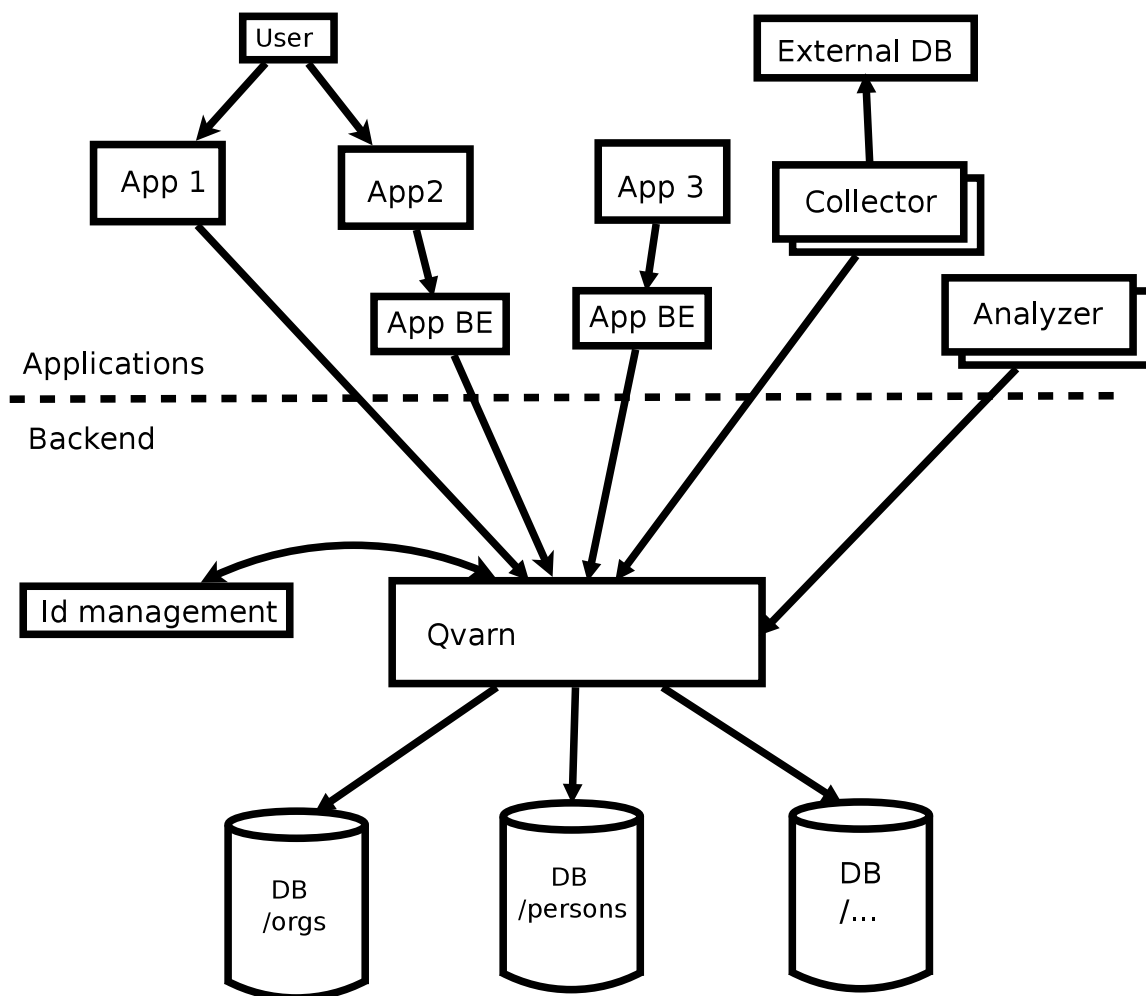 User
External DB
App 1
App2
App 3
Collector
App BE
App BE
Analyzer
Applications
Backend
Id management
Qvarn
DB
/orgs
DB
/persons
DB
/...